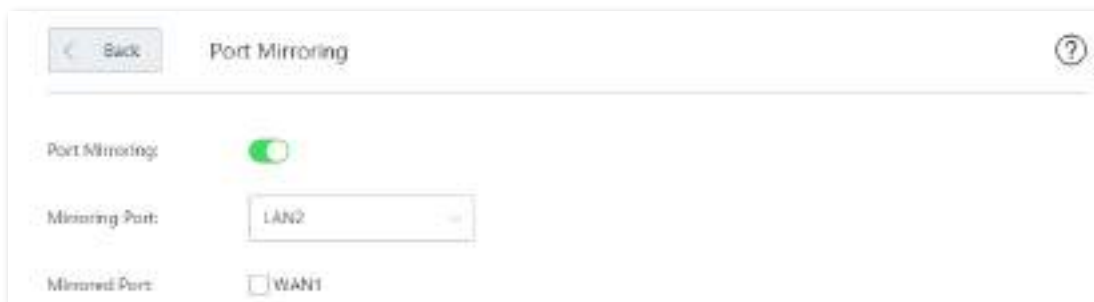 Back Port Mirroring ?
Port Mirroring:
Mirroring Port: LAN2
Mirrored Port: WAN1